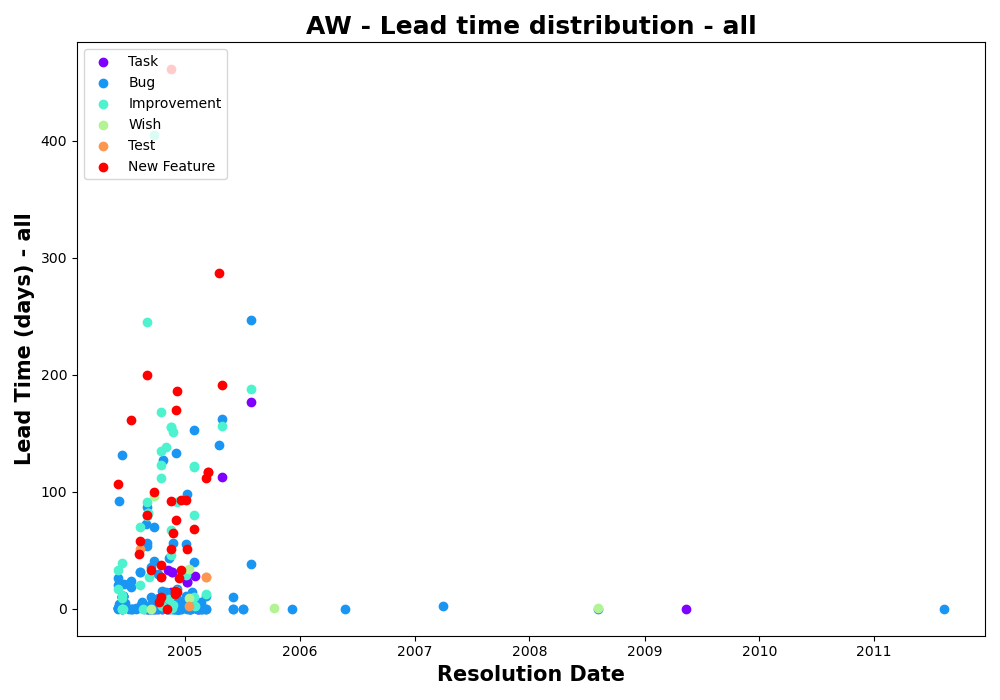 AW - Lead time distribution - all
Task
Bug
Improvement
Wish
Test
New Feature
Lead Time (days) - all
400
300
200
100
0
2005
2006
2007
2008
2009
2010
2011
Resolution Date